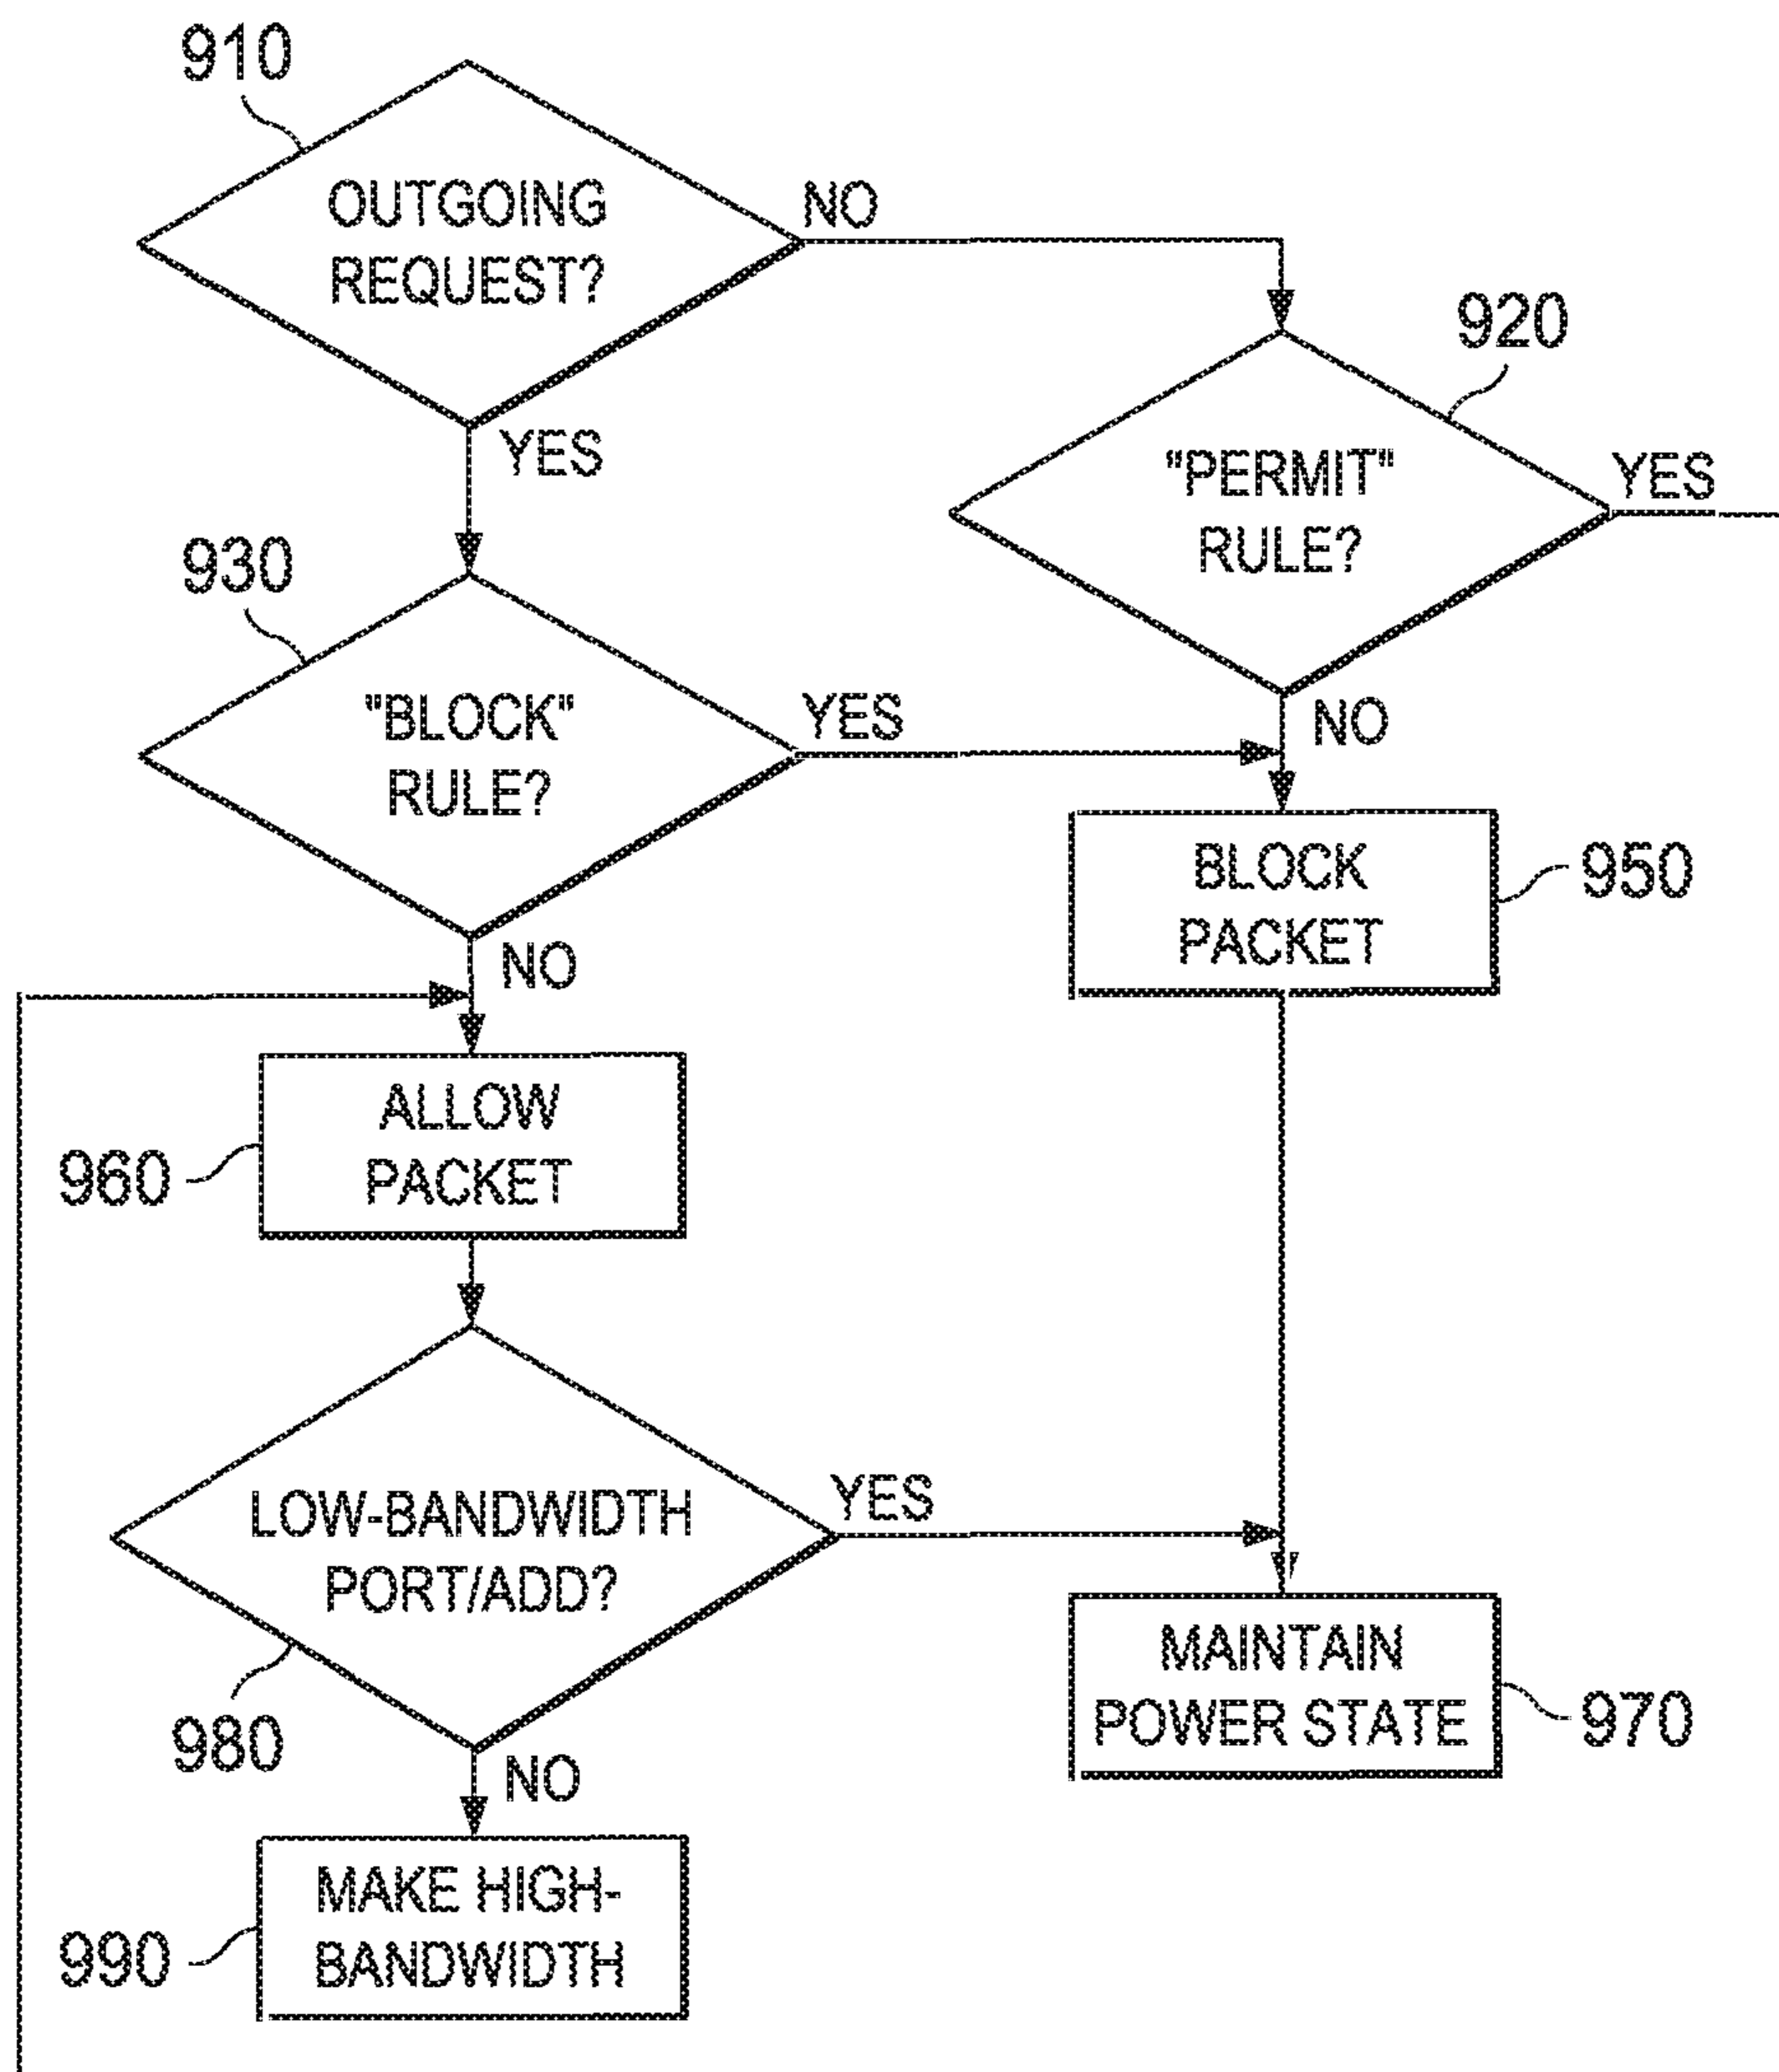 910
OUTGOING
REQUEST?
NO
YES
920
"PERMIT"
RULE?
YES
NO
930
"BLOCK"
RULE?
YES
NO
BLOCK
PACKET
950
ALLOW
PACKET
960
LOW-BANDWIDTH
PORT/ADD?
YES
980
NO
MAINTAIN
POWER STATE
970
MAKE HIGH-
BANDWIDTH
990